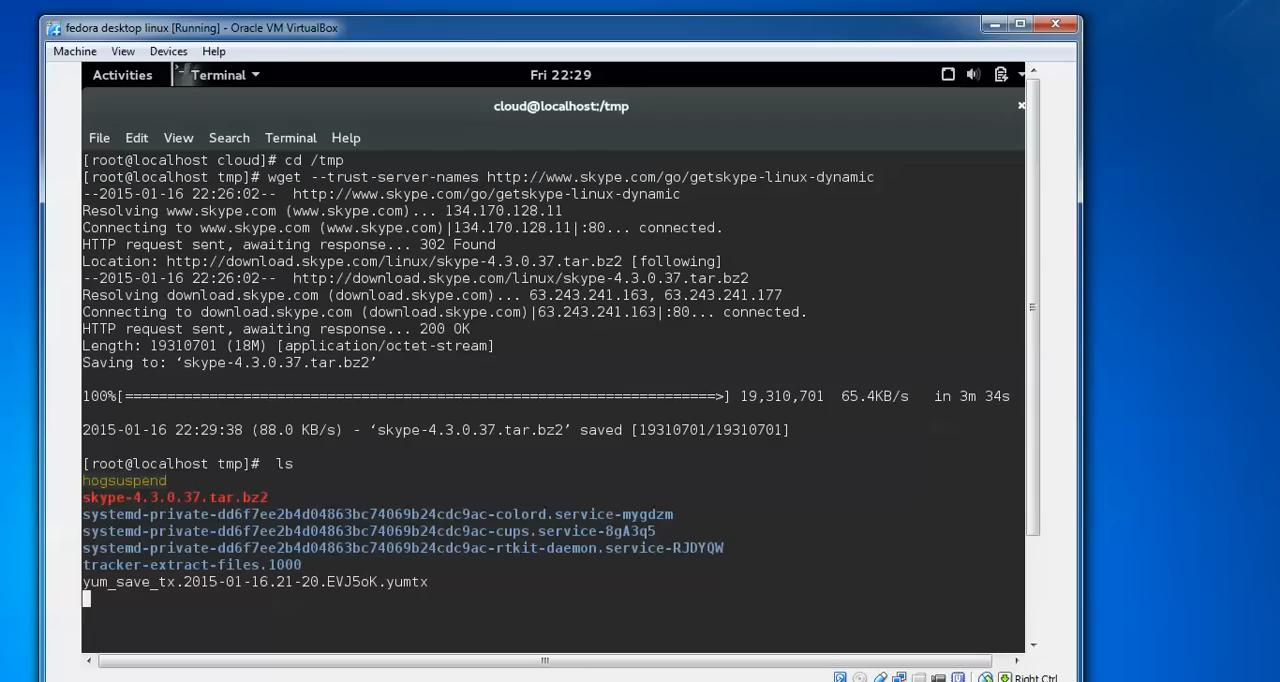 fedora desktop linux [Running] - Oracle VM VirtualBox
Machine View Devices Help
Activities Terminal Fri 22:29
cloud@localhost:/tmp
File Edit View Search Terminal Help
[root@localhost cloud]# cd /tmp
[root@localhost tmp]# wget --trust-server-names http://www.skype.com/go/getskype-linux-dynamic
--2015-01-16 22:26:02--  http://www.skype.com/go/getskype-linux-dynamic
Resolving www.skype.com (www.skype.com)... 134.170.128.11
Connecting to www.skype.com (www.skype.com)|134.170.128.11|:80... connected.
HTTP request sent, awaiting response... 302 Found
Location: http://download.skype.com/linux/skype-4.3.0.37.tar.bz2 [following]
--2015-01-16 22:26:02--  http://download.skype.com/linux/skype-4.3.0.37.tar.bz2
Resolving download.skype.com (download.skype.com)... 63.243.241.163, 63.243.241.177
Connecting to download.skype.com (download.skype.com)|63.243.241.163|:80... connected.
HTTP request sent, awaiting response... 200 OK
Length: 19310701 (18M) [application/octet-stream]
Saving to: ‘skype-4.3.0.37.tar.bz2’
100%[======================================================================>] 19,310,701  65.4KB/s   in 3m 34s
2015-01-16 22:29:38 (88.0 KB/s) - ‘skype-4.3.0.37.tar.bz2’ saved [19310701/19310701]
[root@localhost tmp]#  ls
hogsuspend
skype-4.3.0.37.tar.bz2
systemd-private-dd6f7ee2b4d04863bc74069b24cdc9ac-colord.service-mygdzm
systemd-private-dd6f7ee2b4d04863bc74069b24cdc9ac-cups.service-8gA3q5
systemd-private-dd6f7ee2b4d04863bc74069b24cdc9ac-rtkit-daemon.service-RJDYQW
tracker-extract-files.1000
yum_save_tx.2015-01-16.21-20.EVJ5oK.yumtx
Right Ctrl